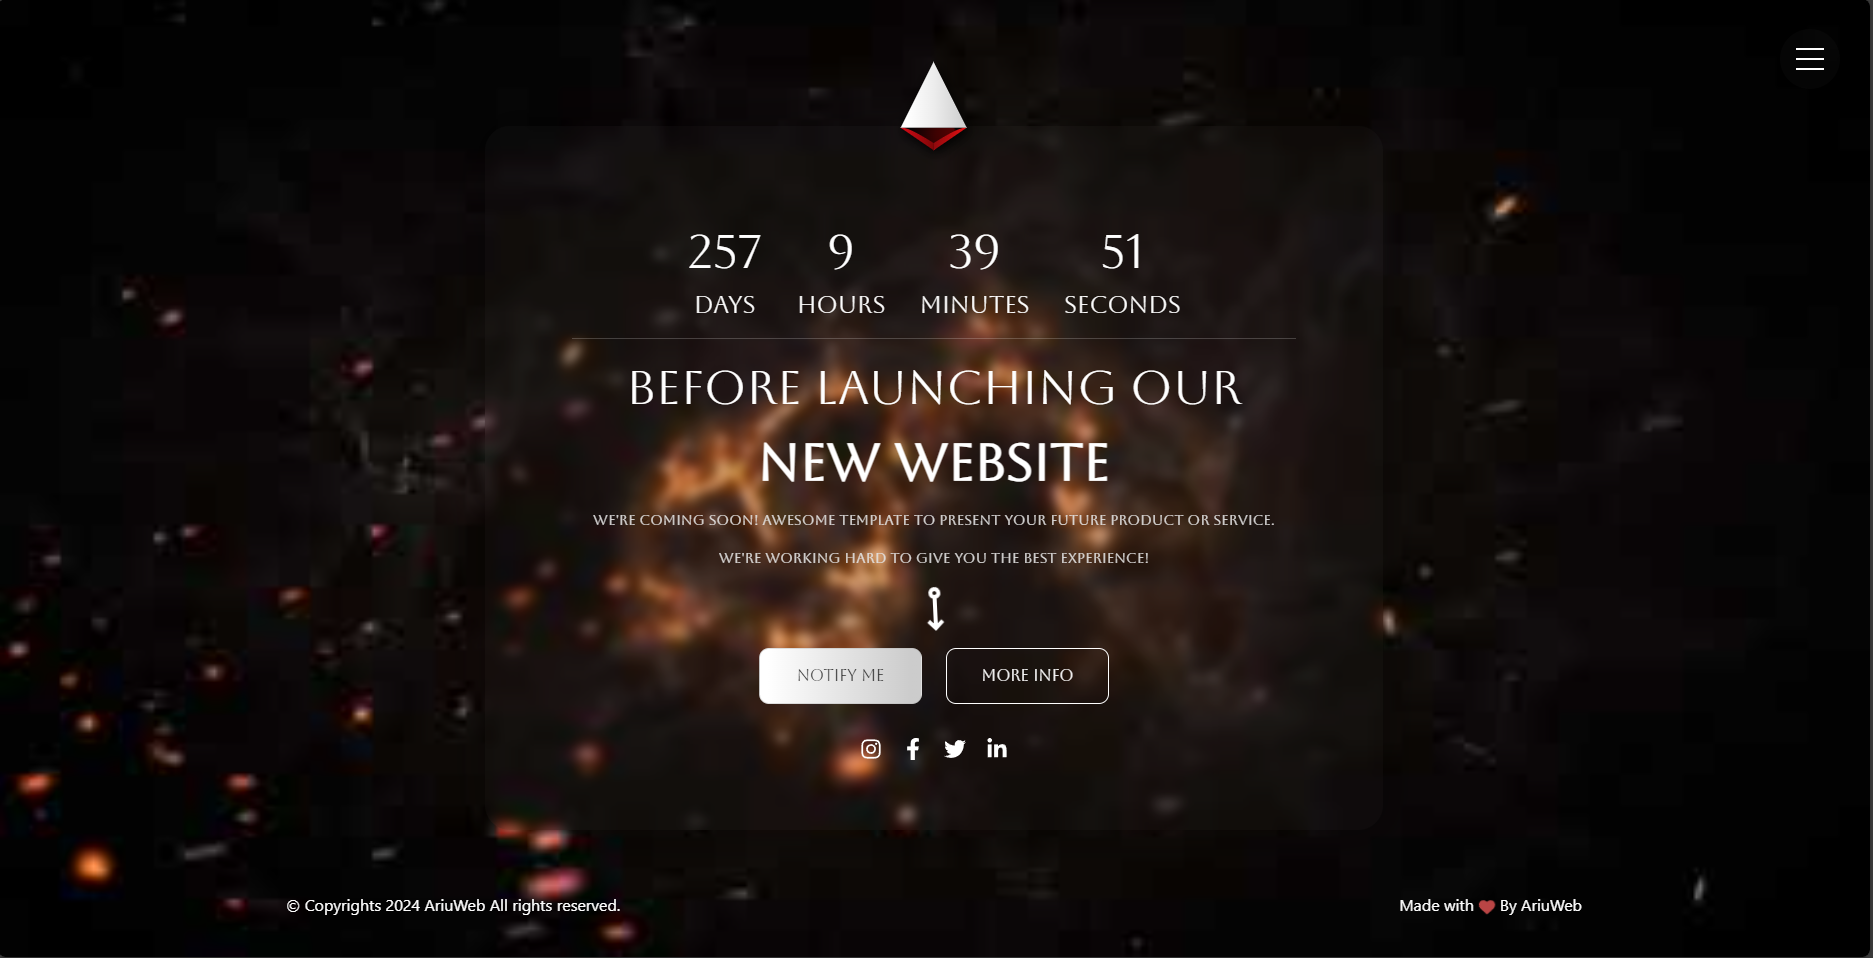 257 9 39 51
DAYS HOURS MINUTES SECONDS
BEFORE LAUNCHING OUR
NEW WEBSITE
WE'RE COMING SOON! AWESOME TEMPLATE TO PRESENT YOUR FUTURE PRODUCT OR SERVICE.
WE'RE WORKING HARD TO GIVE YOU THE BEST EXPERIENCE!
NOTIFY ME MORE INFO
© Copyrights 2024 AriuWeb All rights reserved. Made with ❤ By AriuWeb